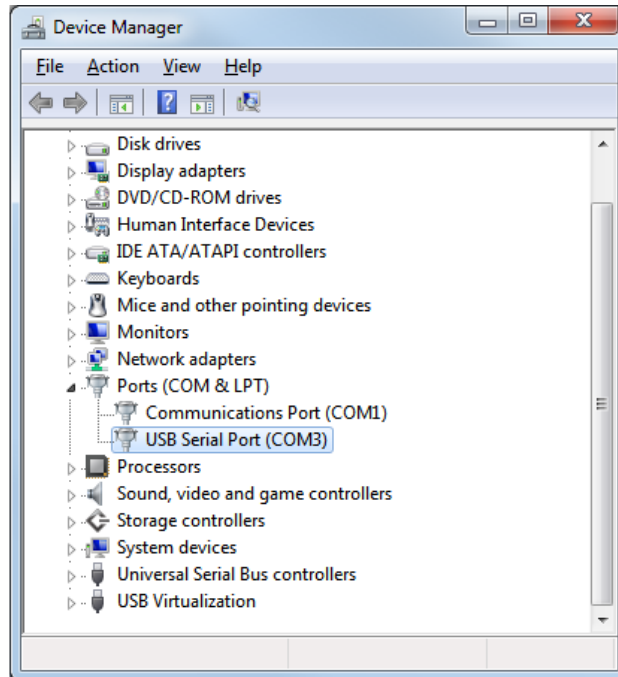 Device Manager
File Action View Help
Disk drives
Display adapters
DVD/CD-ROM drives
Human Interface Devices
IDE ATA/ATAPI controllers
Keyboards
Mice and other pointing devices
Monitors
Network adapters
Ports (COM & LPT)
Communications Port (COM1)
USB Serial Port (COM3)
Processors
Sound, video and game controllers
Storage controllers
System devices
Universal Serial Bus controllers
USB Virtualization